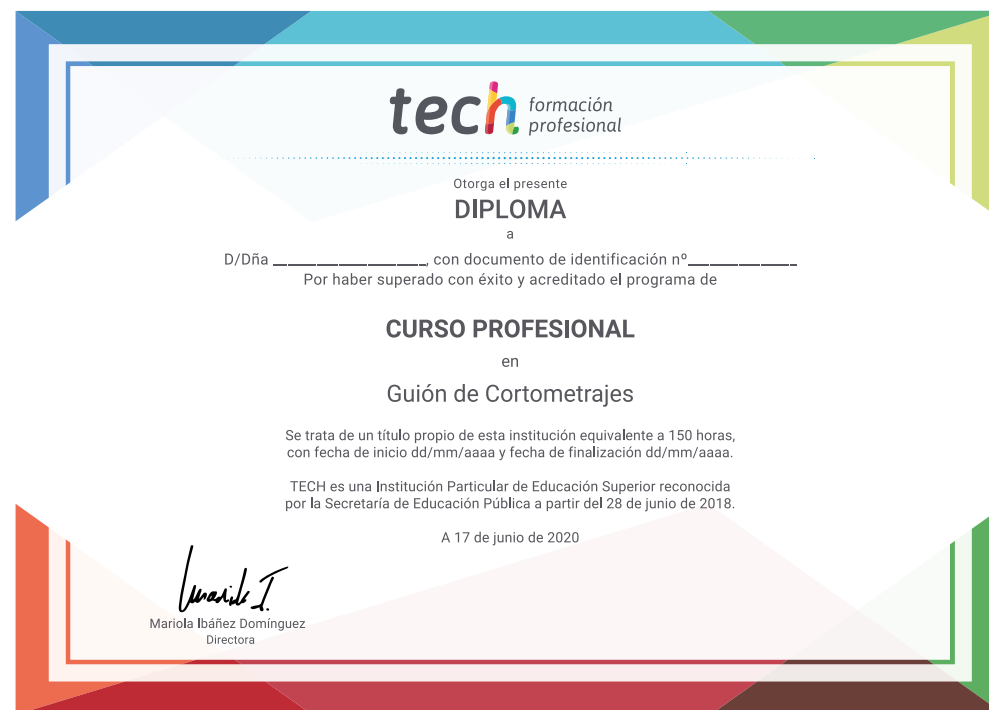 tech formación
profesional
Otorga el presente
DIPLOMA
a
D/Dña ____________________, con documento de identificación nº______________
Por haber superado con éxito y acreditado el programa de
CURSO PROFESIONAL
en
Guión de Cortometrajes
Se trata de un título propio de esta institución equivalente a 150 horas,
con fecha de inicio dd/mm/aaaa y fecha de finalización dd/mm/aaaa.
TECH es una Institución Particular de Educación Superior reconocida
por la Secretaría de Educación Pública a partir del 28 de junio de 2018.
A 17 de junio de 2020
Mariola Ibáñez Domínguez
Directora